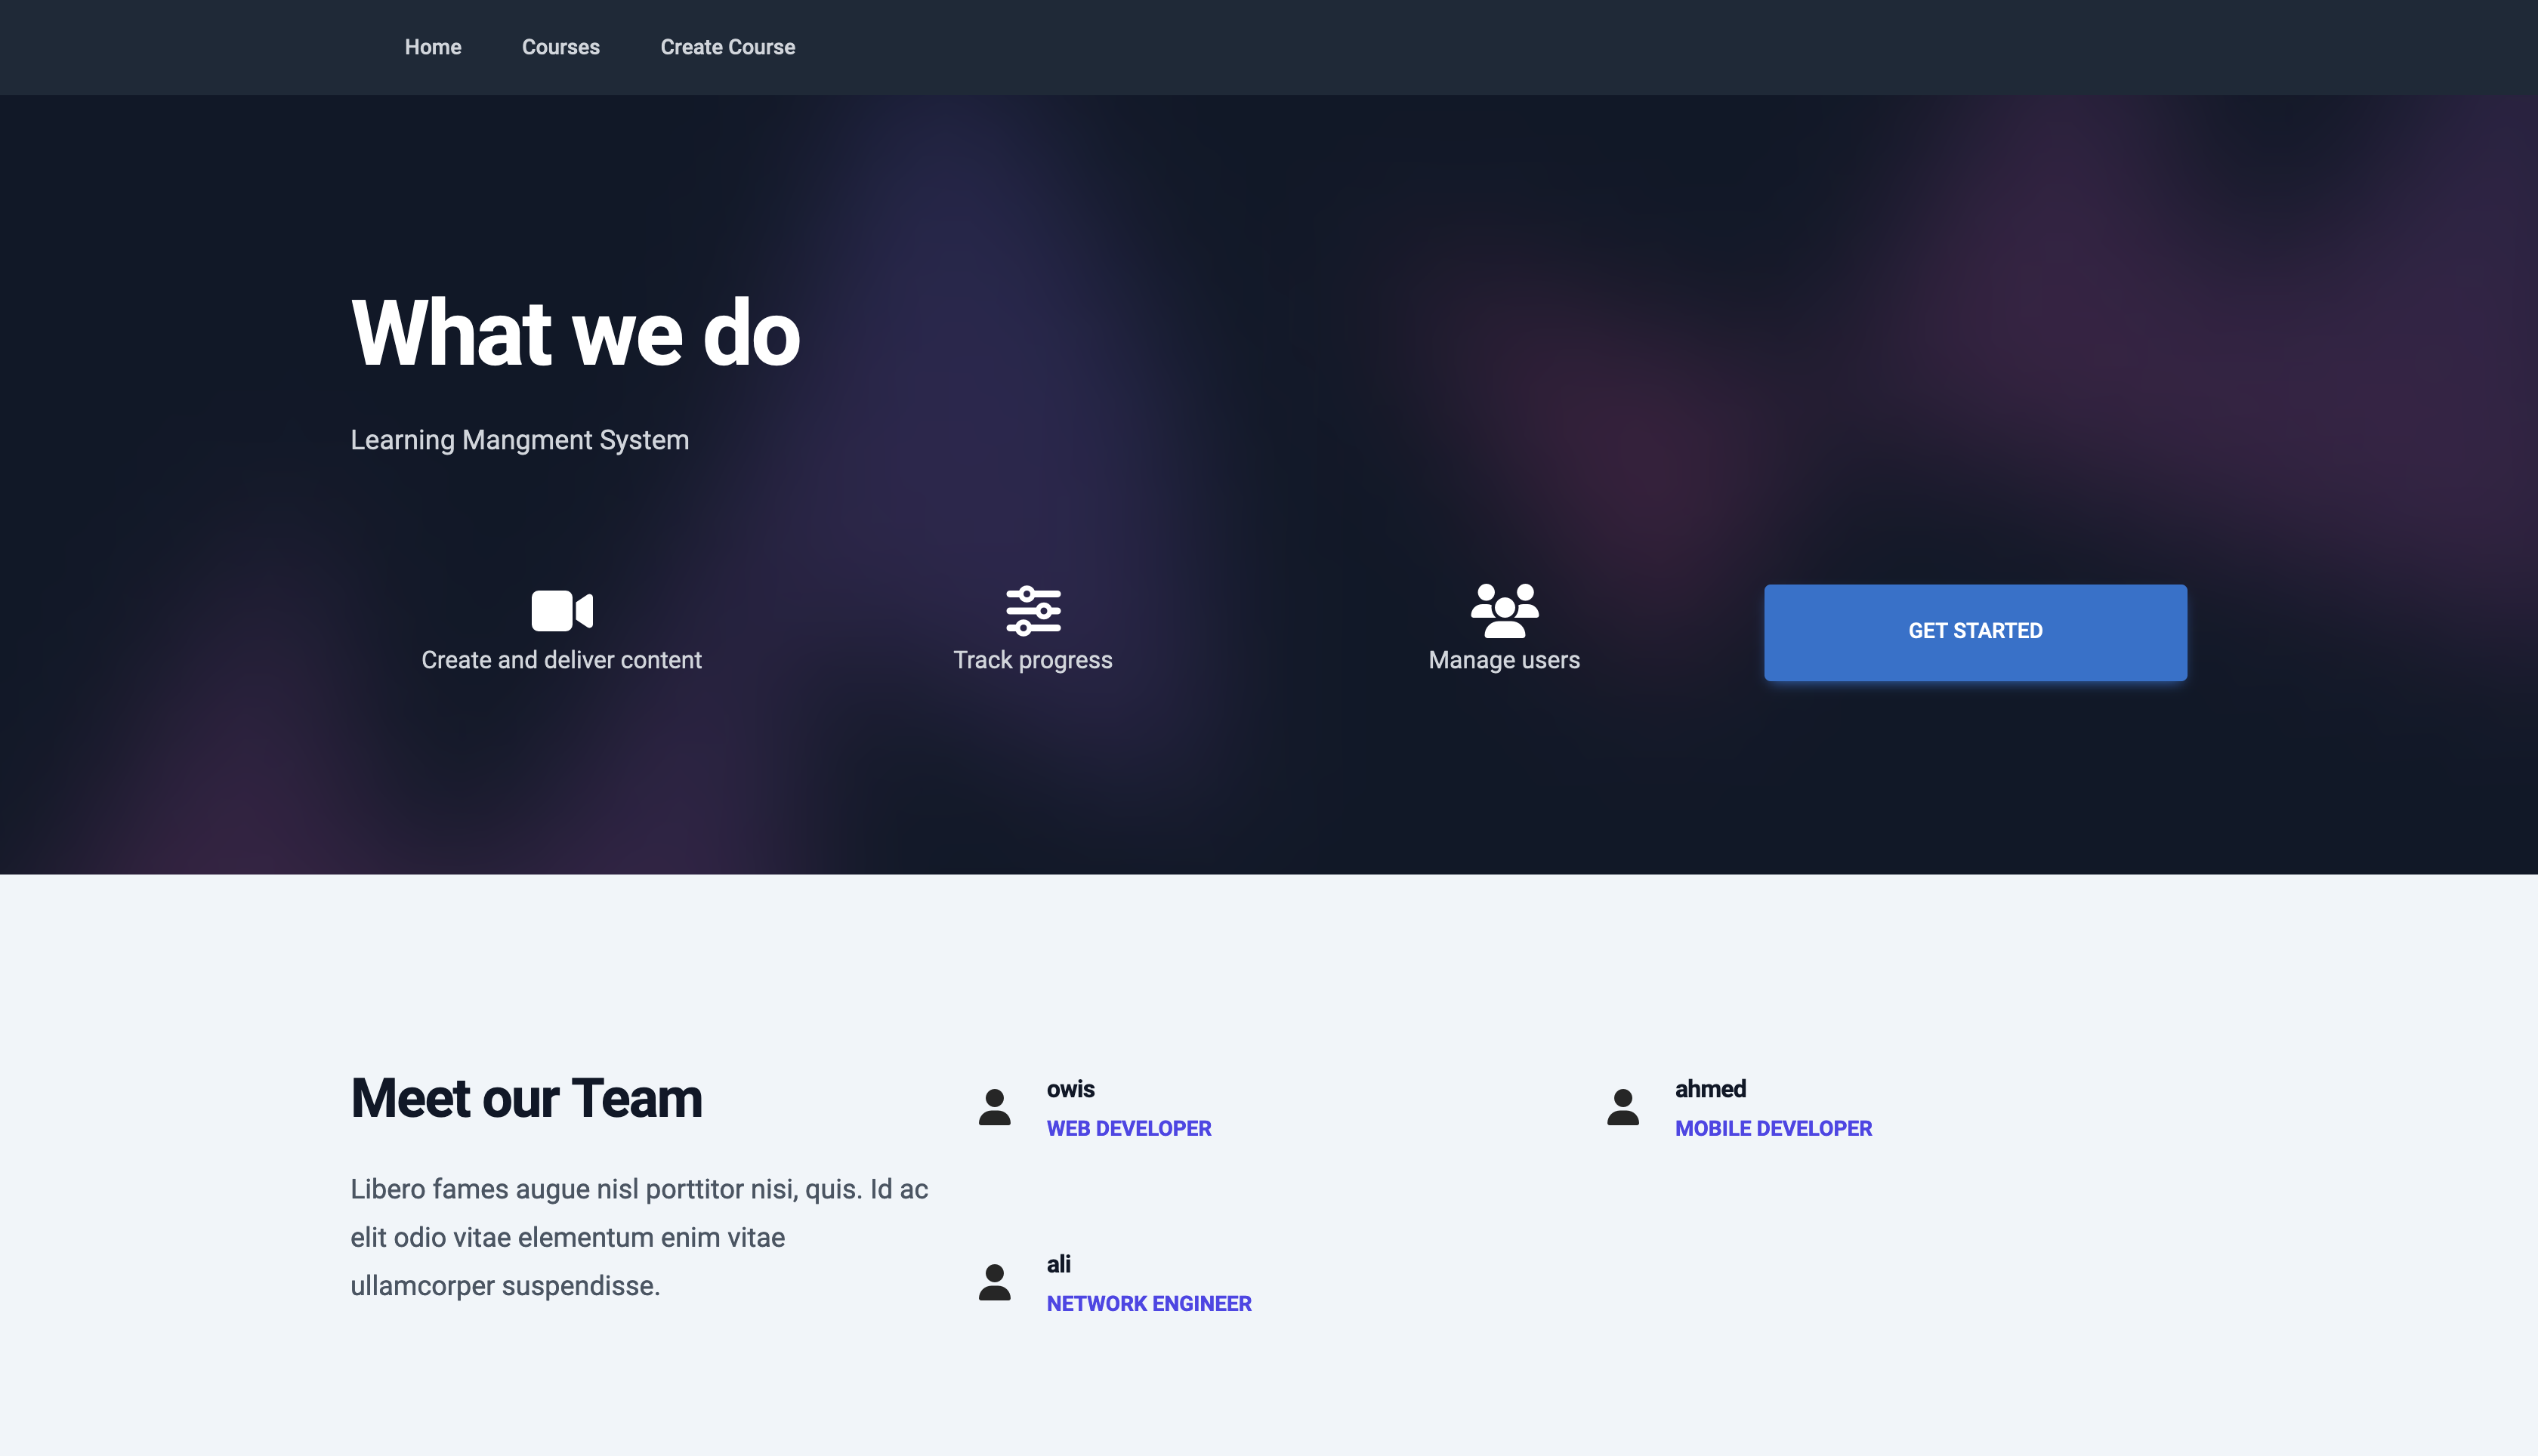 Home
Courses
Create Course
What we do
Learning Mangment System
Create and deliver content
Track progress
Manage users
GET STARTED
Meet our Team
Libero fames augue nisl porttitor nisi, quis. Id ac
elit odio vitae elementum enim vitae
ullamcorper suspendisse.
owis
WEB DEVELOPER
ahmed
MOBILE DEVELOPER
ali
NETWORK ENGINEER